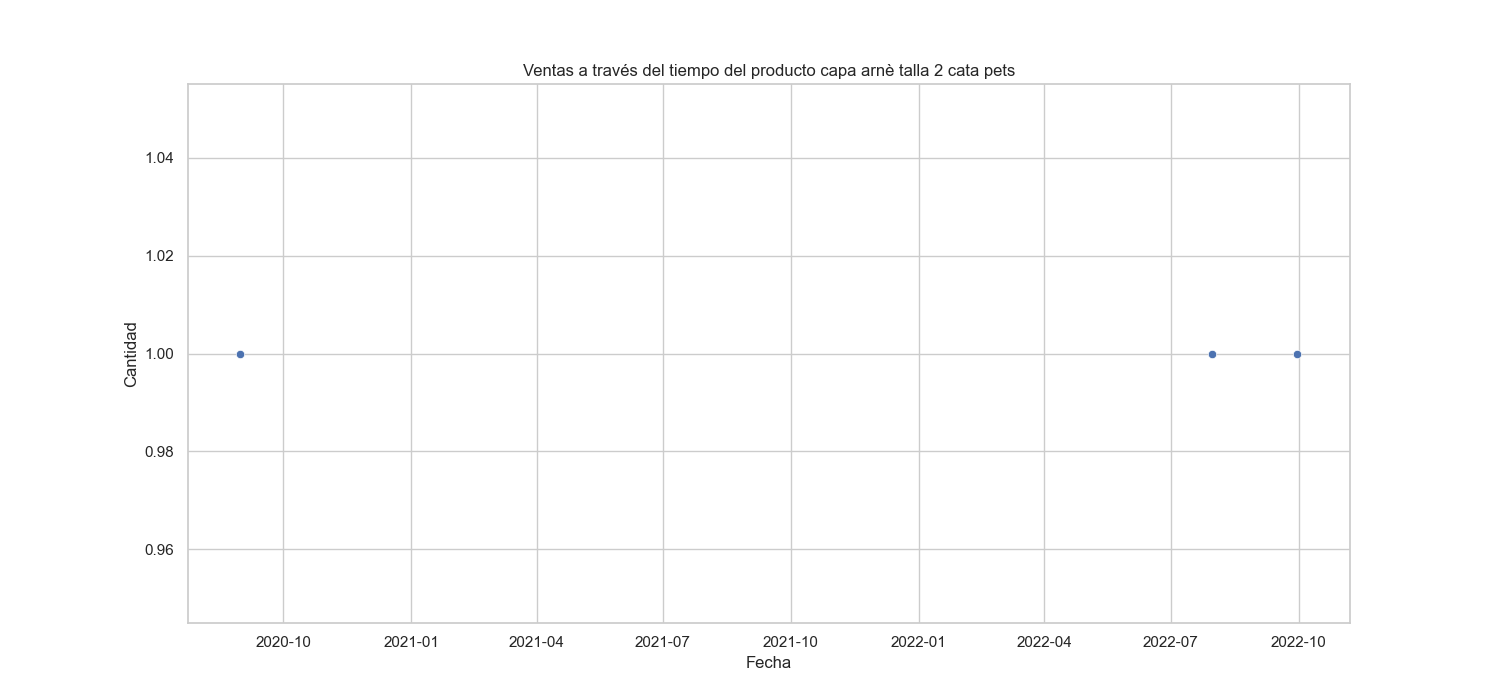 Ventas a través del tiempo del producto capa arnè talla 2 cata pets
1.04
1.02
1.00
0.98
0.96
Cantidad
2020-10 2021-01 2021-04 2021-07 2021-10 2022-01 2022-04 2022-07 2022-10
Fecha